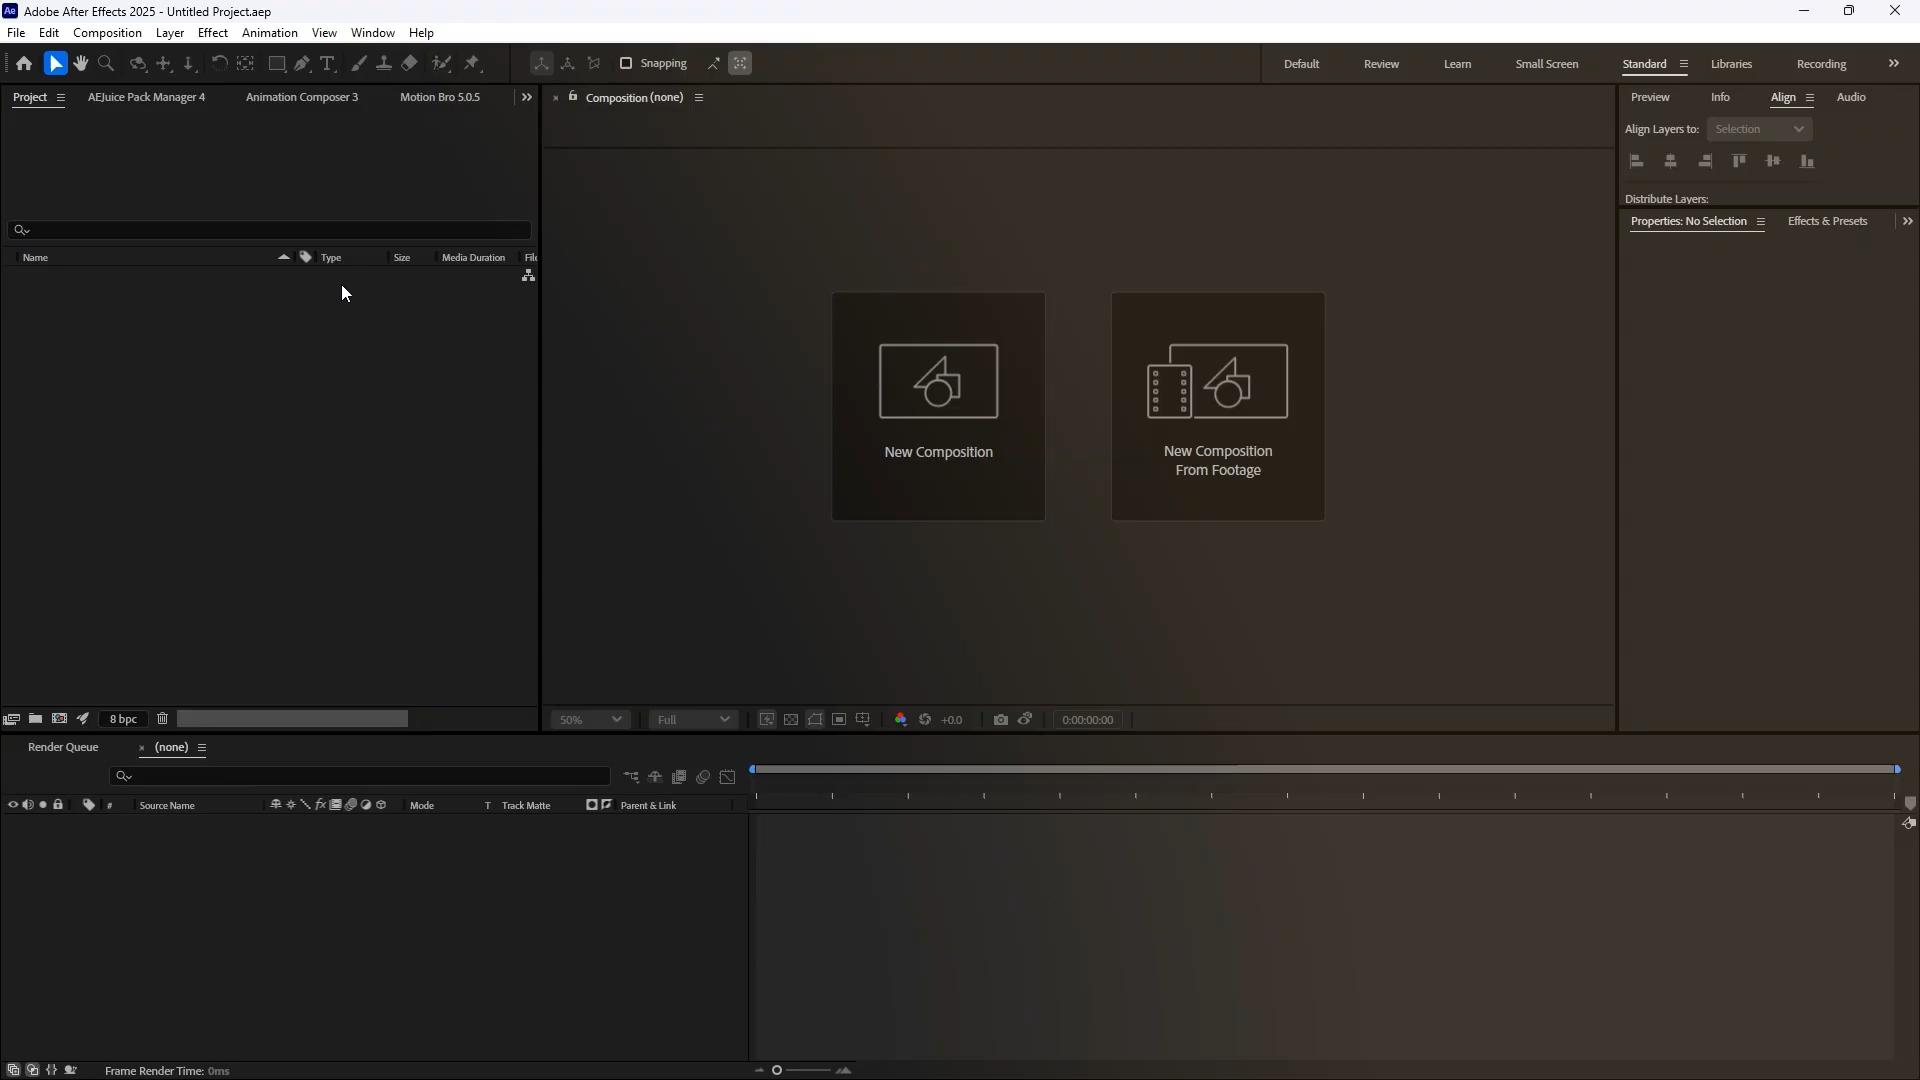 Adobe After Effects 2025 - Untitled Project.aep
File Edit Composition Layer Effect Animation View Window Help
Snapping
Default Review Learn Small Screen Standard Libraries Recording
Project AEJuice Pack Manager 4 Animation Composer 3 Motion Bro 5.0.5
Composition (none)
Preview Info Align Audio
Align Layers to: Selection
Distribute Layers:
Properties: No Selection Effects & Presets
Name Type Size Media Duration
New Composition
New Composition
From Footage
8 bpc
50% Full +0.0 0:00:00:00
Render Queue (none)
# Source Name fx Mode T Track Matte Parent & Link
Frame Render Time: 0ms